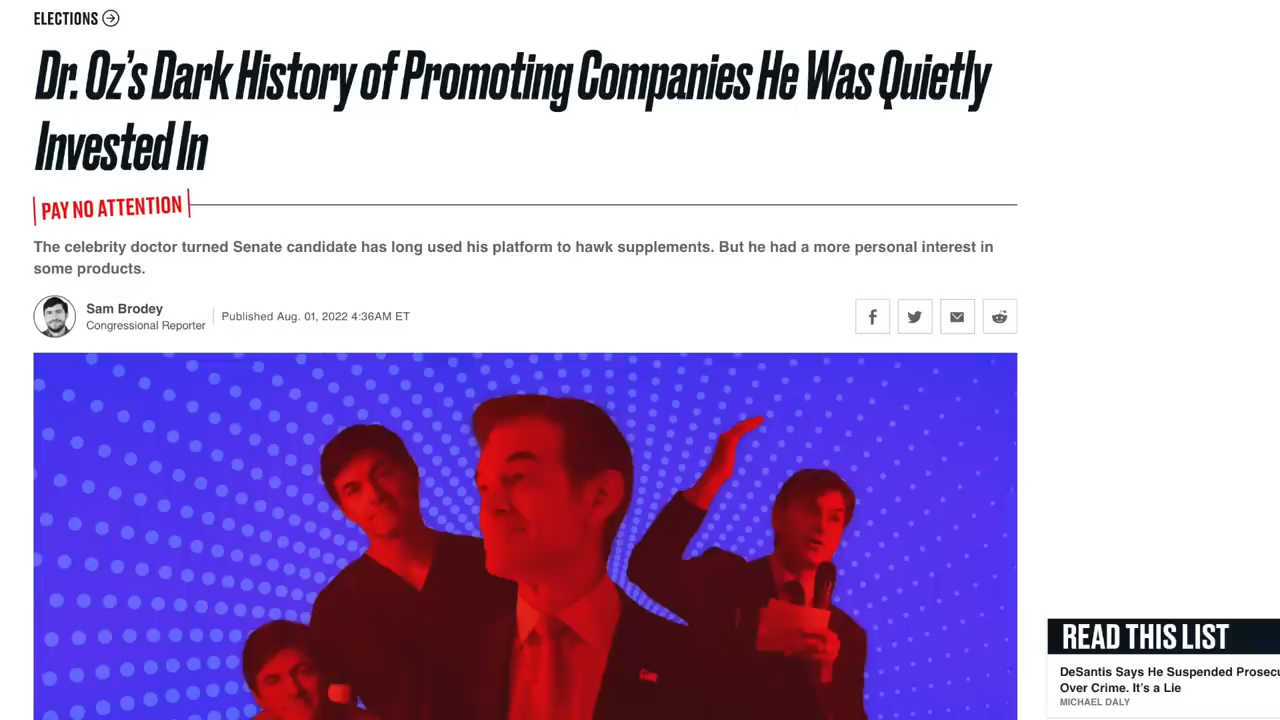 ELECTIONS
Dr. Oz's Dark History of Promoting Companies He Was Quietly
Invested In
PAY NO ATTENTION
The celebrity doctor turned Senate candidate has long used his platform to hawk supplements. But he had a more personal interest in
some products.
Sam Brodey
Congressional Reporter
Published Aug. 01, 2022 4:36AM ET
READ THIS LIST
DeSantis Says He Suspended Prosecu
Over Crime. It's a Lie
MICHAEL DALY